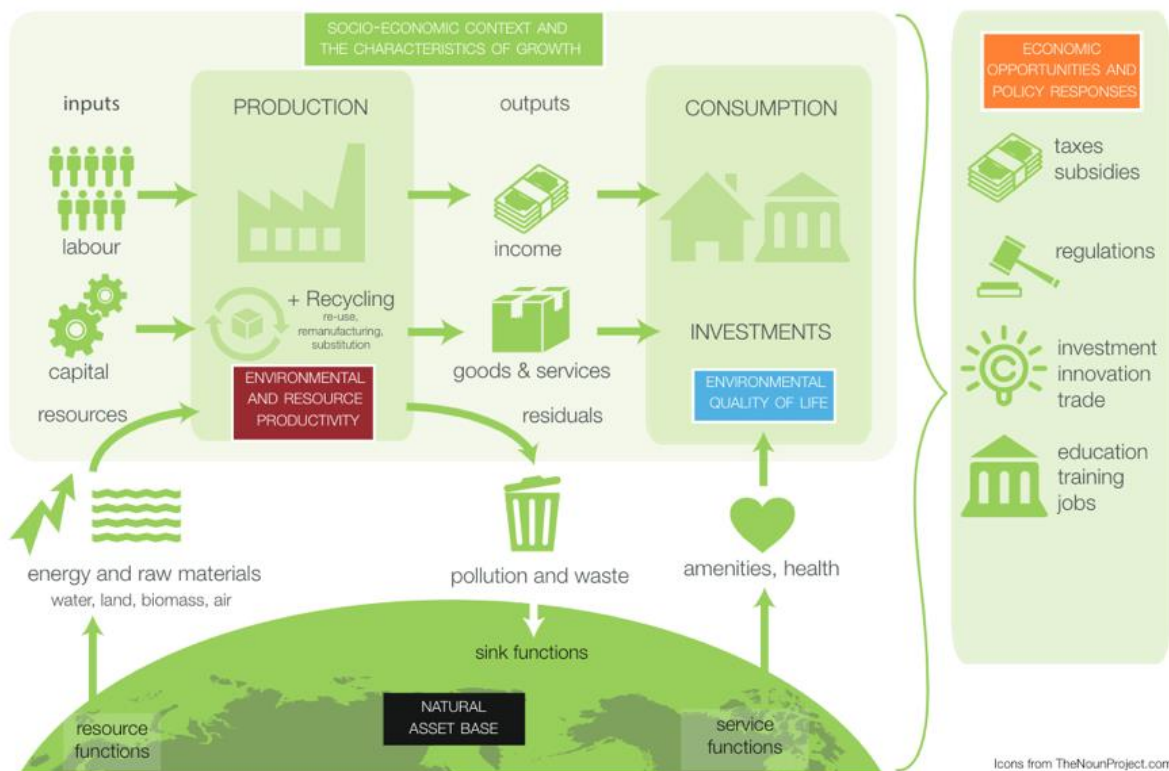 SOCIO-ECONOMIC CONTEXT AND
THE CHARACTERISTICS OF GROWTH
inputs
PRODUCTION
outputs
CONSUMPTION
labour
income
+ Recycling
re-use,
remanufacturing,
substitution
INVESTMENTS
capital
goods & services
resources
ENVIRONMENTAL
AND RESOURCE
PRODUCTIVITY
residuals
ENVIRONMENTAL
QUALITY OF LIFE
energy and raw materials
water, land, biomass, air
pollution and waste
amenities, health
sink functions
resource
functions
NATURAL
ASSET BASE
service
functions
ECONOMIC
OPPORTUNITIES AND
POLICY RESPONSES
taxes
subsidies
regulations
C
investment
innovation
trade
education
training
jobs
Icons from TheNounProject.com